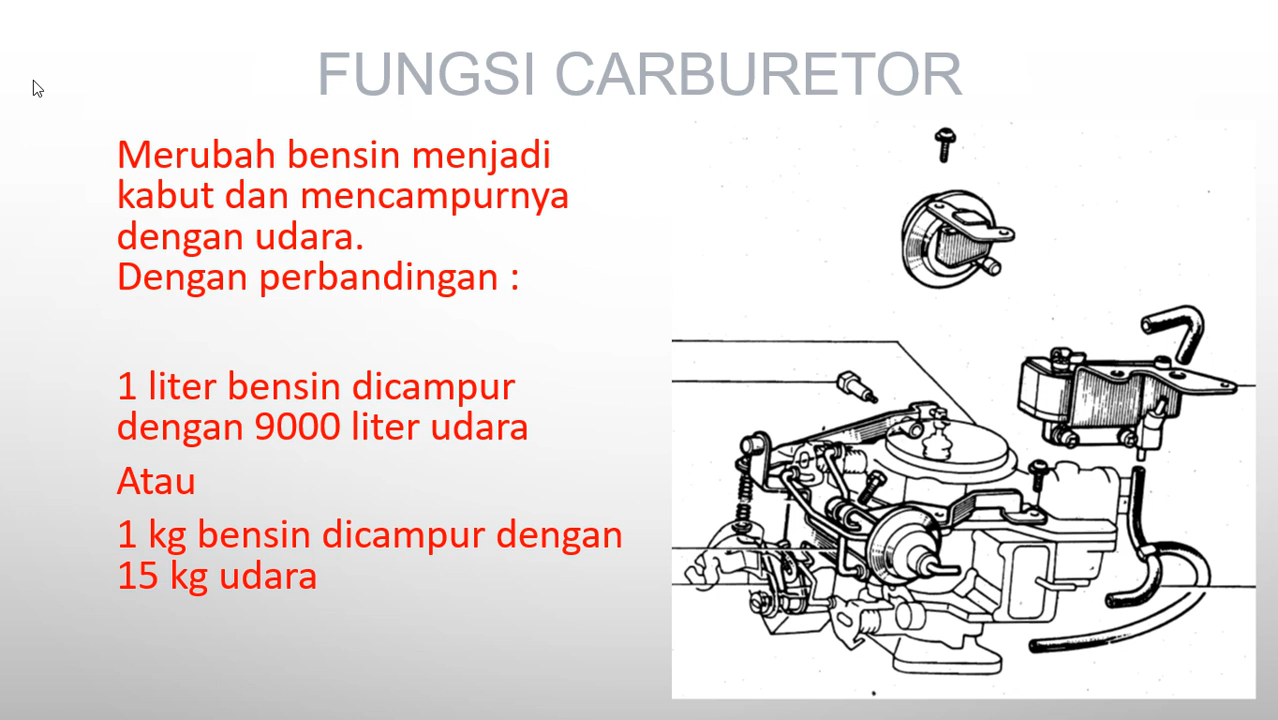 FUNGSI CARBURETOR
Merubah bensin menjadi
kabut dan mencampurnya
dengan udara.
Dengan perbandingan :
1 liter bensin dicampur
dengan 9000 liter udara
Atau
1 kg bensin dicampur dengan
15 kg udara